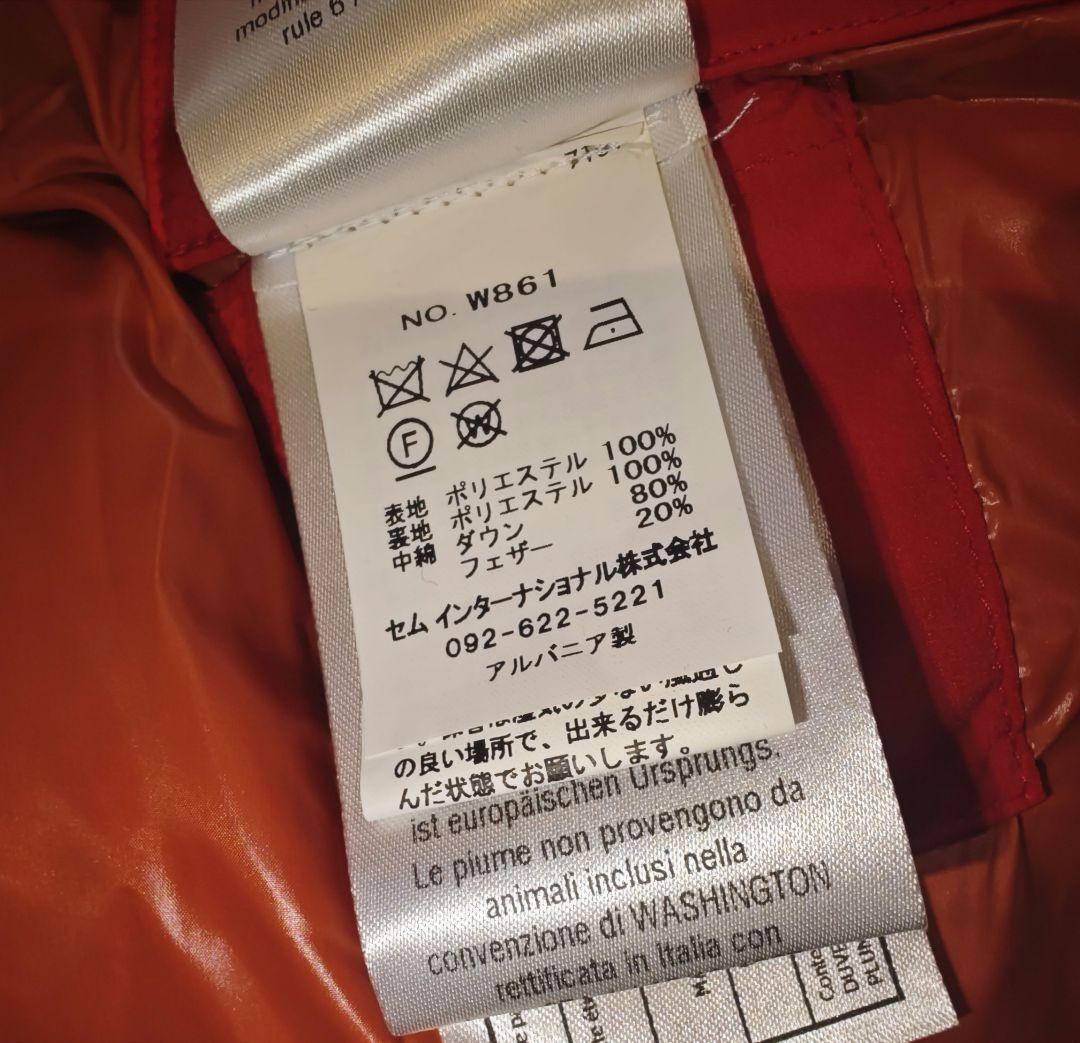 rule 6
NO. W861
F
W
表地 ポリエステル 100%
裏地 ポリエステル 100%
中綿 ダウン 80%
フェザー 20%
セムインターナショナル株式会社
092-622-5221
アルバニア製
の良い場所で、出来るだけ膨ら
んだ状態でお願いします。
ist europäischen Ursprungs.
Le piume non provengono da
animali inclusi nella
convenzione di WASHINGTON
rettificata in Italia con
DUV
PLUM